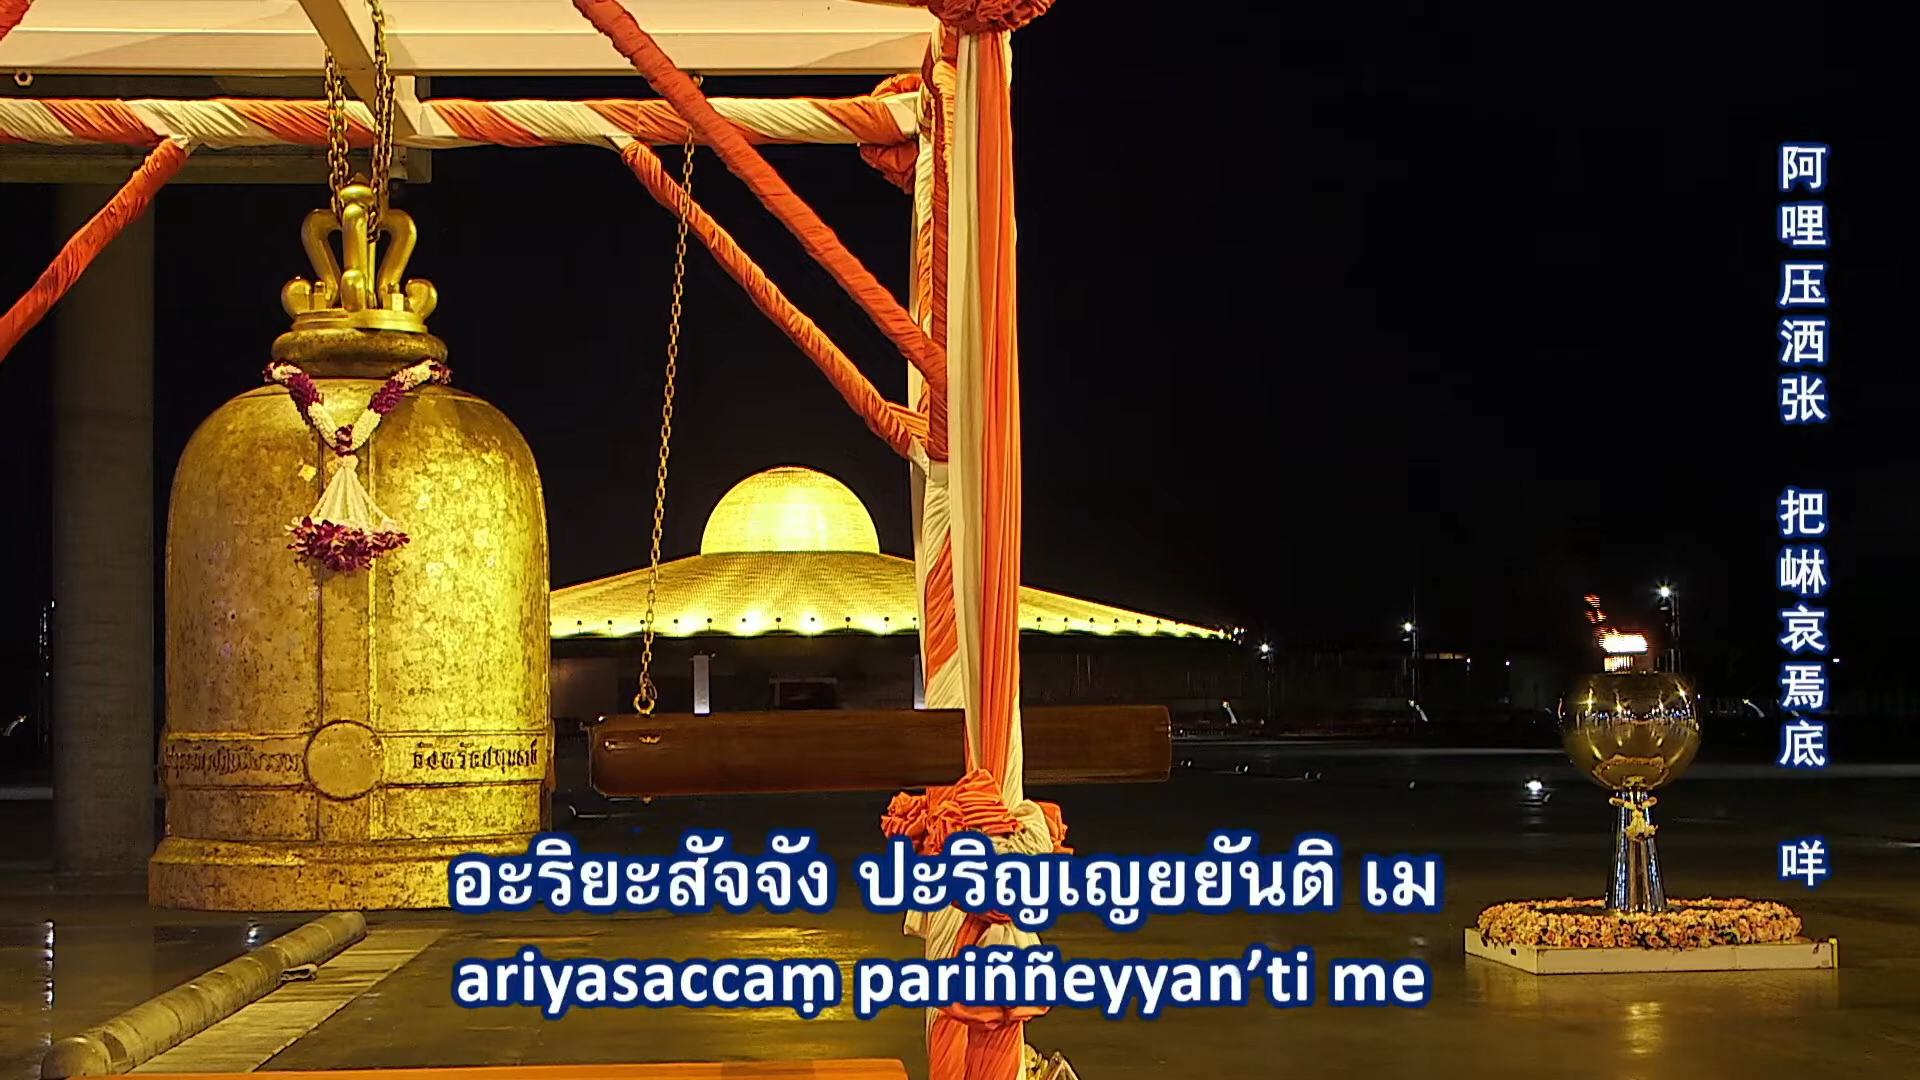 อะริยะสัจจัง ปะริญเญยยันติ เม
ariyasaccaṃ pariññeyyan’ti me
阿哩压洒张 把崊哀焉底 咩